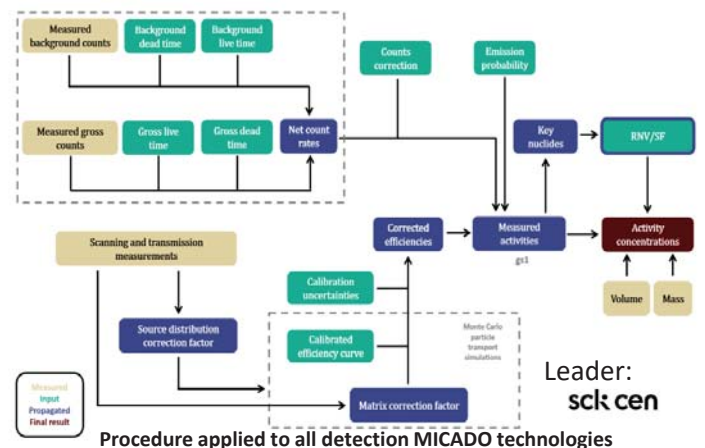 Measured
background counts
Background
dead time
Background
live time
Counts
correction
Emission
probability
Measured gross
counts
Gross live
time
Gross dead
time
Net count
rates
Key
nuclides
RNV/SF
Scanning and transmission
measurements
Corrected
efficiencies
Measured
activities
gs1
Activity
concentrations
Calibration
uncertainties
Volume
Mass
Source distribution
correction factor
Calibrated
efficiency curve
Monte Carlo
particle
transport
simulations
Matrix correction factor
Measured
Input
Propagated
Final result
Leader:
sck cen
Procedure applied to all detection MICADO technologies